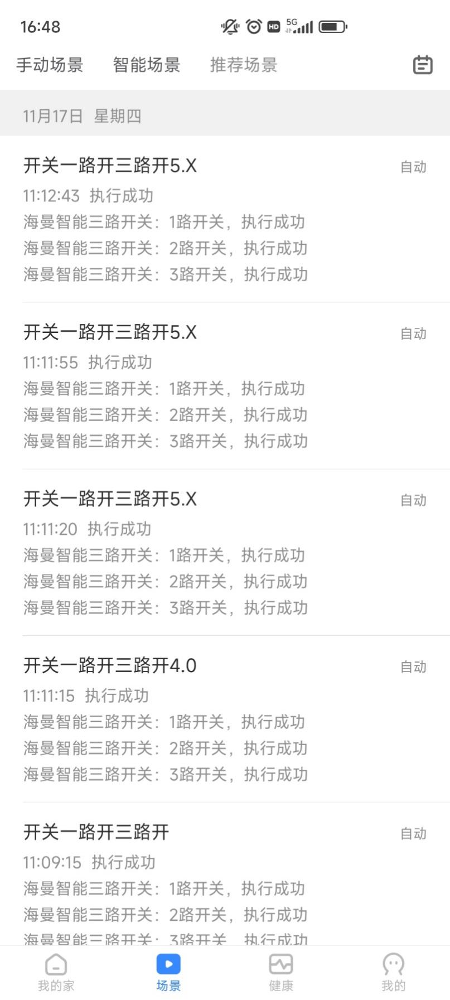 16:48
HD 5G
手动场景 智能场景 推荐场景
11月17日 星期四
开关一路开三路开5.X 自动
11:12:43 执行成功
海曼智能三路开关：1路开关，执行成功
海曼智能三路开关：2路开关，执行成功
海曼智能三路开关：3路开关，执行成功
开关一路开三路开5.X 自动
11:11:55 执行成功
海曼智能三路开关：1路开关，执行成功
海曼智能三路开关：2路开关，执行成功
海曼智能三路开关：3路开关，执行成功
开关一路开三路开5.X 自动
11:11:20 执行成功
海曼智能三路开关：1路开关，执行成功
海曼智能三路开关：2路开关，执行成功
海曼智能三路开关：3路开关，执行成功
开关一路开三路开4.0 自动
11:11:15 执行成功
海曼智能三路开关：1路开关，执行成功
海曼智能三路开关：2路开关，执行成功
海曼智能三路开关：3路开关，执行成功
开关一路开三路开 自动
11:09:15 执行成功
海曼智能三路开关：1路开关，执行成功
海曼智能三路开关：2路开关，执行成功
海曼智能三路开关：3路开关 执行成功
我的家 场景 健康 我的